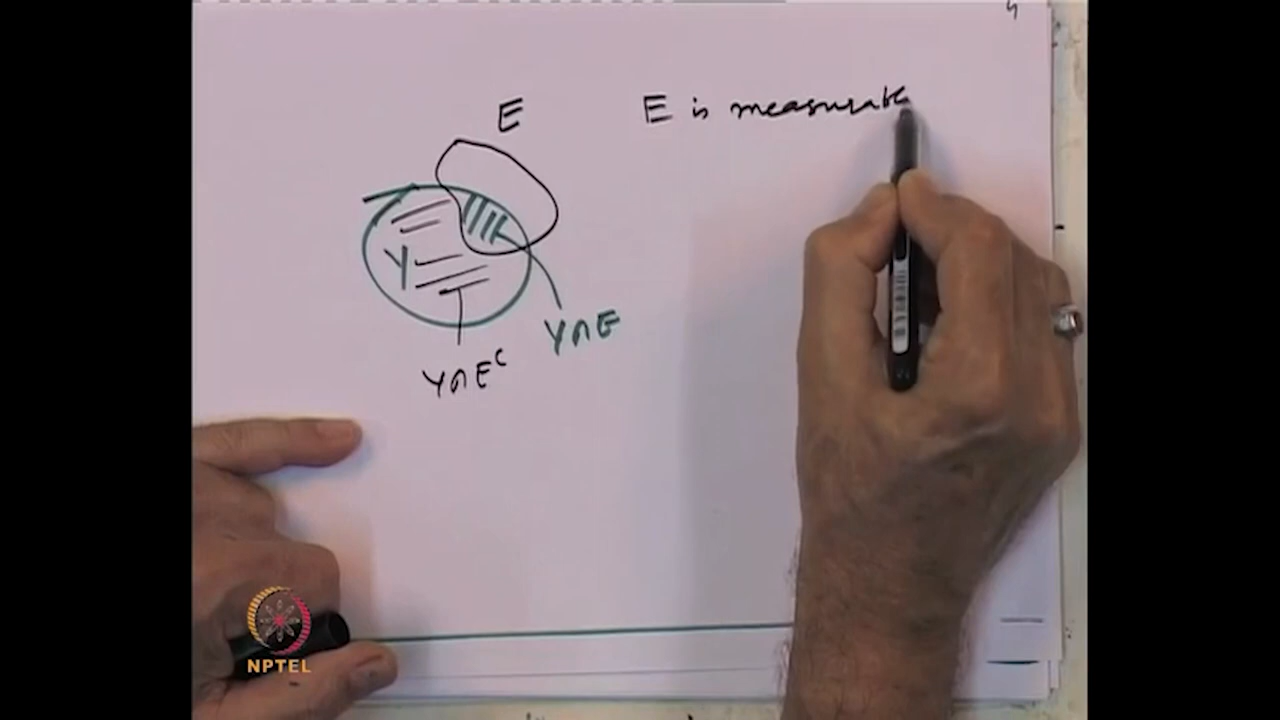 E
E is measurable
Y
Y∩E
Y∩E^c
NPTEL